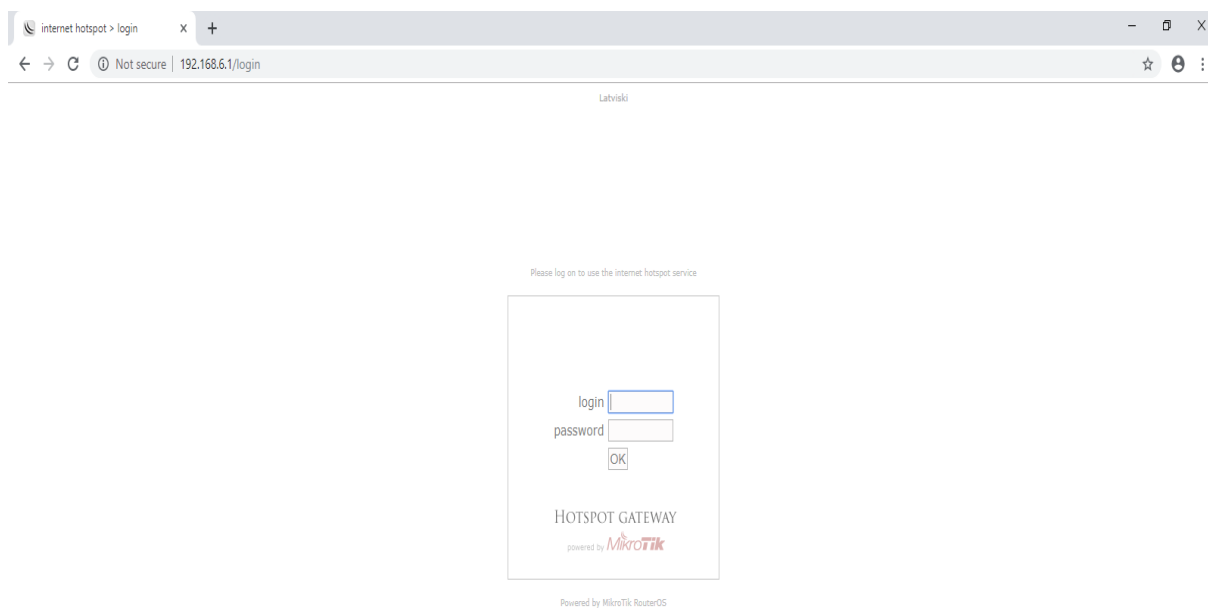 internet hotspot > login
Not secure | 192.168.6.1/login
Latviski
Please log on to use the internet hotspot service
login
password
OK
HOTSPOT GATEWAY
powered by MikroTik
Powered by MikroTik RouterOS